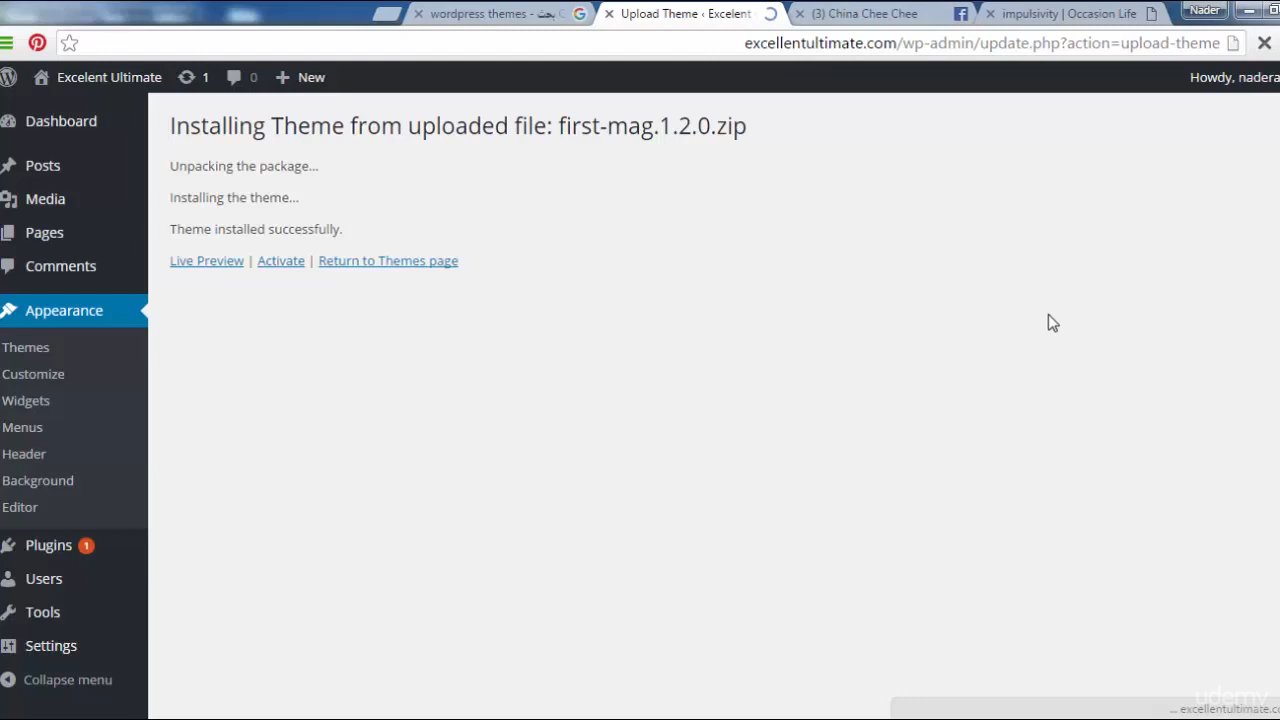 wordpress themes - بحث
Upload Theme ‹ Excelent
(3) China Chee Chee
impulsivity | Occasion Life
Nader
excellentultimate.com/wp-admin/update.php?action=upload-theme
Excelent Ultimate
1
0
New
Howdy, nadera
Dashboard
Posts
Media
Pages
Comments
Appearance
Themes
Customize
Widgets
Menus
Header
Background
Editor
Plugins 1
Users
Tools
Settings
Collapse menu
Installing Theme from uploaded file: first-mag.1.2.0.zip
Unpacking the package...
Installing the theme...
Theme installed successfully.
Live Preview | Activate | Return to Themes page
udemy
... excellentultimate.co